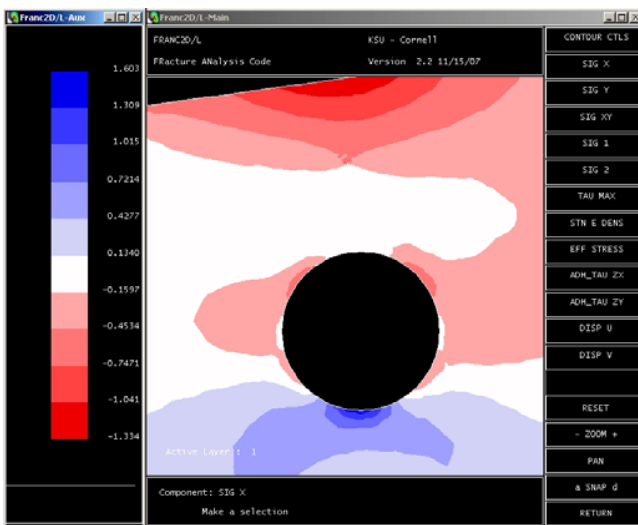 Franc2D/L-Aux
1.603
1.309
1.015
0.7214
0.4277
0.1340
-0.1597
-0.4534
-0.7471
-1.041
-1.334
Franc2D/L-Main
FRANC2D/L
KSU - Cornell
FRacture ANalysis Code
Version 2.2 11/15/07
Active Layer : 1
Component: SIG X
Make a selection
CONTOUR CTLS
SIG X
SIG Y
SIG XY
SIG 1
SIG 2
TAU MAX
STN E DENS
EFF STRESS
ADH_TAU ZX
ADH_TAU ZY
DISP U
DISP V
RESET
- ZOOM +
PAN
a SNAP d
RETURN